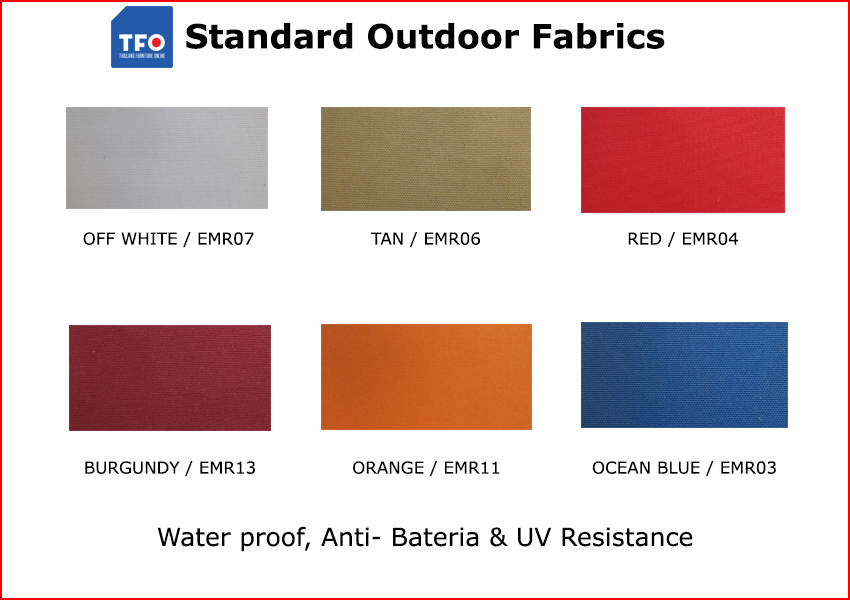 TFO
THAILAND FURNITURE ONLINE
Standard Outdoor Fabrics
OFF WHITE / EMR07
TAN / EMR06
RED / EMR04
BURGUNDY / EMR13
ORANGE / EMR11
OCEAN BLUE / EMR03
Water proof, Anti- Bateria & UV Resistance